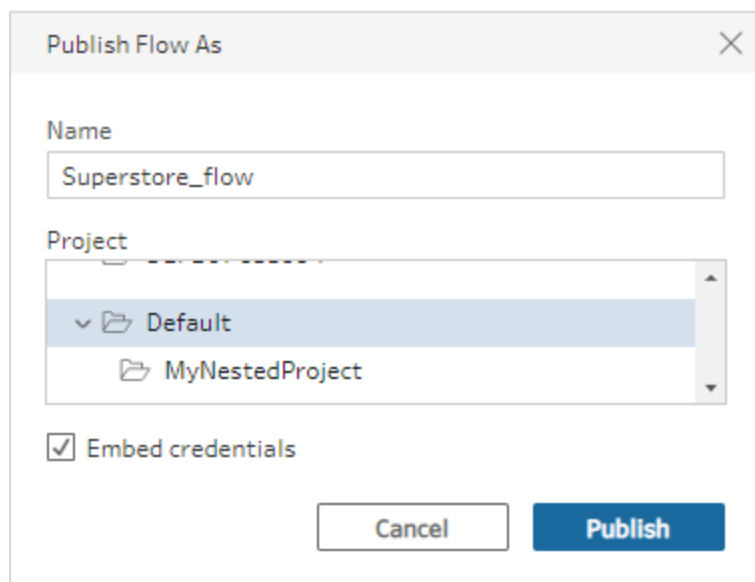 Publish Flow As
Name
Superstore_flow
Project
Default
MyNestedProject
Embed credentials
Cancel
Publish